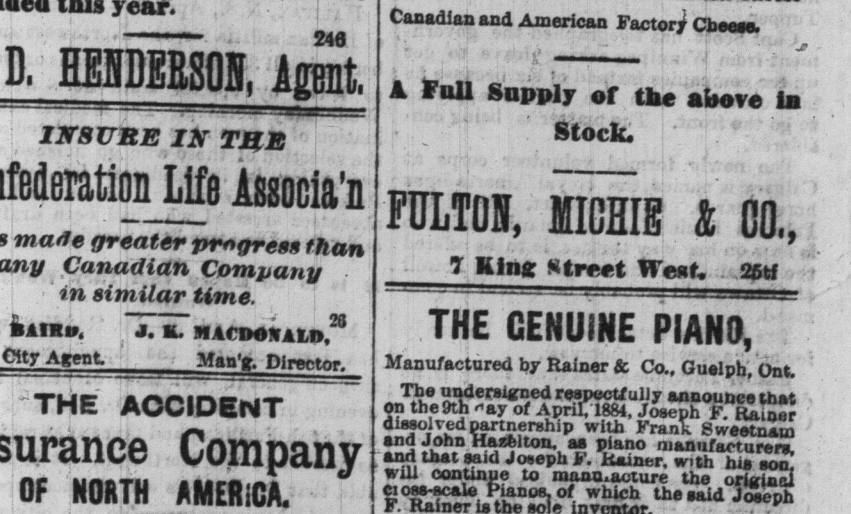 ded this year.
246
D. HENDERSON, Agent.
INSURE IN THE
nfederation Life Associa'n
s made greater progress than
any Canadian Company
in similar time.
BAIRD, J. K. MACDONALD, 26
City Agent. Man'g. Director.
THE ACCIDENT
surance Company
OF NORTH AMERICA.
Canadian and American Factory Cheese.
A Full Supply of the above in
Stock.
FULTON, MICHIE & CO.,
7 King Street West. 25tf
THE GENUINE PIANO,
Manufactured by Rainer & Co., Guelph, Ont.
The undersigned respectfully announce that
on the 9th day of April, 1884, Joseph F. Rainer
dissolved partnership with Frank Sweetnam
and John Hazelton, as piano manufacturers,
and that said Joseph F. Rainer, with his son,
will continue to manu.acture the original
cross-scale Pianos, of which the said Joseph
F. Rainer is the sole inventor.